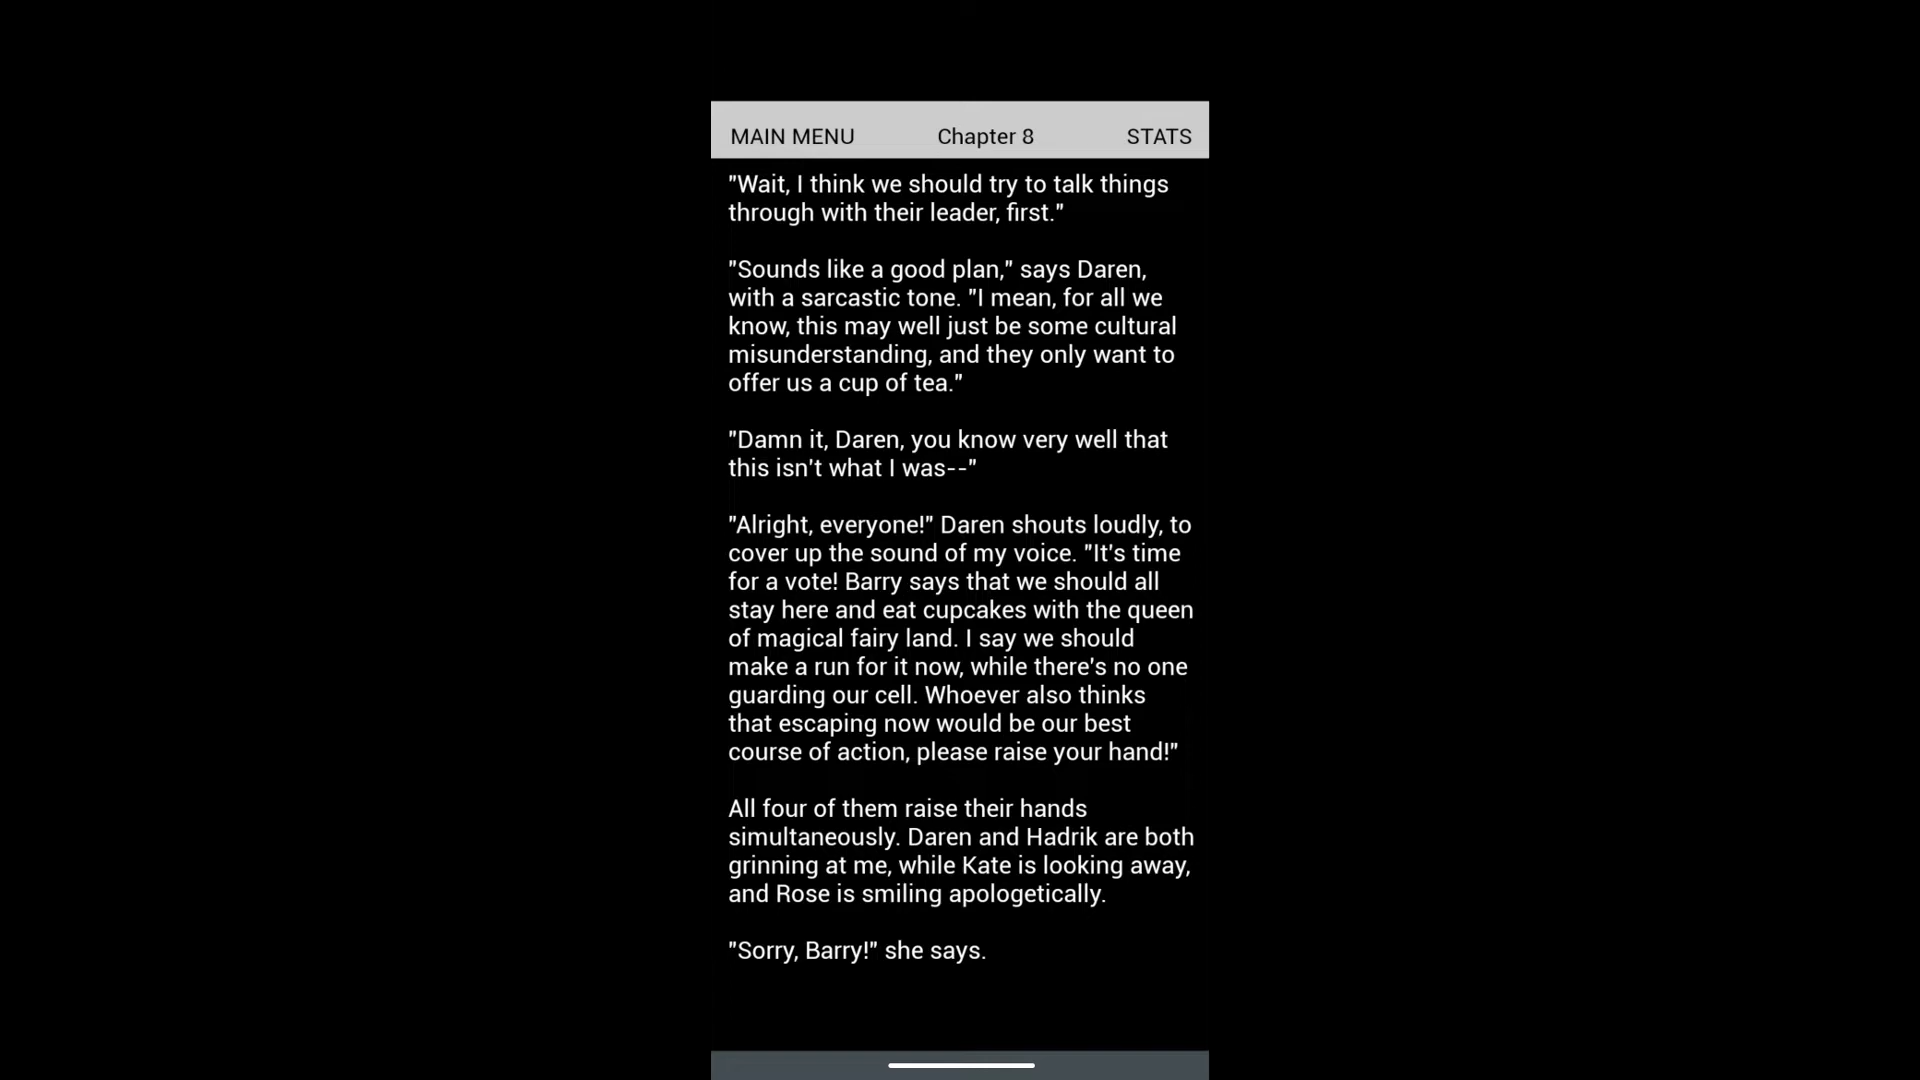 MAIN MENU Chapter 8 STATS
"Wait, I think we should try to talk things
through with their leader, first."
"Sounds like a good plan," says Daren,
with a sarcastic tone. "I mean, for all we
know, this may well just be some cultural
misunderstanding, and they only want to
offer us a cup of tea."
"Damn it, Daren, you know very well that
this isn't what I was--"
"Alright, everyone!" Daren shouts loudly, to
cover up the sound of my voice. "It's time
for a vote! Barry says that we should all
stay here and eat cupcakes with the queen
of magical fairy land. I say we should
make a run for it now, while there's no one
guarding our cell. Whoever also thinks
that escaping now would be our best
course of action, please raise your hand!"
All four of them raise their hands
simultaneously. Daren and Hadrik are both
grinning at me, while Kate is looking away,
and Rose is smiling apologetically.
"Sorry, Barry!" she says.